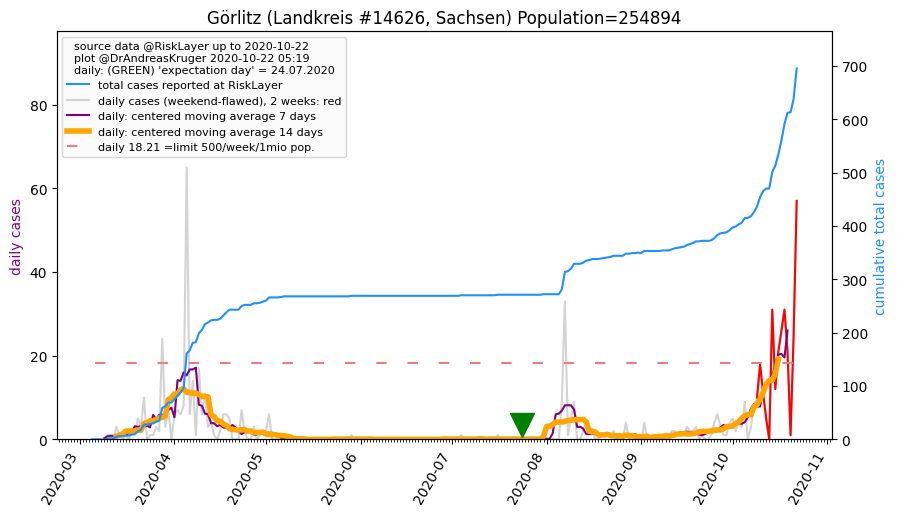 Görlitz (Landkreis #14626, Sachsen) Population=254894
source data @RiskLayer up to 2020-10-22
plot @DrAndreasKruger 2020-10-22 05:19
daily: (GREEN) 'expectation day' = 24.07.2020
total cases reported at RiskLayer
daily cases (weekend-flawed), 2 weeks: red
daily: centered moving average 7 days
daily: centered moving average 14 days
daily 18.21 =limit 500/week/1mio pop.
daily cases
80
60
40
20
0
cumulative total cases
700
600
500
400
300
200
100
0
2020-03
2020-04
2020-05
2020-06
2020-07
2020-08
2020-09
2020-10
2020-11